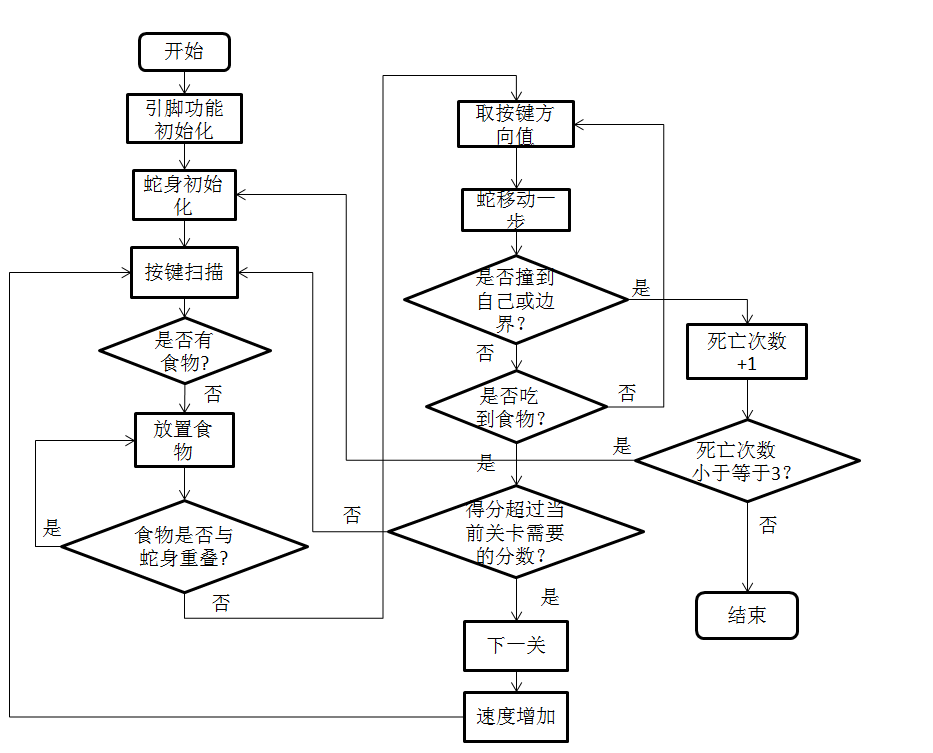 开始
引脚功能
初始化
蛇身初始
化
按键扫描
是否有
食物?
否
放置食
物
是
食物是否与
蛇身重叠?
否
取按键方
向值
蛇移动一
步
是否撞到
自己或边
界?
是
否
是否吃
到食物?
否
是
得分超过当
前关卡需要
的分数?
否
是
下一关
速度增加
死亡次数
+1
死亡次数
小于等于3?
是
否
结束